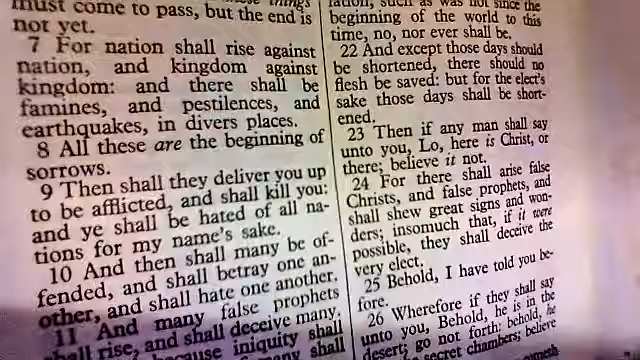 must come to pass, but the end is
not yet.
7 For nation shall rise against
nation, and kingdom against
kingdom: and there shall be
famines, and pestilences, and
earthquakes, in divers places.
8 All these are the beginning of
sorrows.
9 Then shall they deliver you up
to be afflicted, and shall kill you:
and ye shall be hated of all na-
tions for my name's sake.
10 And then shall many be of-
fended, and shall betray one an-
other, and shall hate one another.
11 And many false prophets
shall rise, and shall deceive many.
because iniquity shall
many shall
beginning of the world to this
time, no, nor ever shall be.
22 And except those days should
be shortened, there should no
flesh be saved: but for the elect's
sake those days shall be short-
ened.
23 Then if any man shall say
unto you, Lo, here is Christ, or
there; believe it not.
24 For there shall arise false
Christs, and false prophets, and
shall shew great signs and won-
ders; insomuch that, if it were
possible, they shall deceive the
very elect.
25 Behold, I have told you be-
fore.
26 Wherefore if they shall say
unto you, Behold, he is in the
desert; go not forth: behold, he
secret chambers; believe